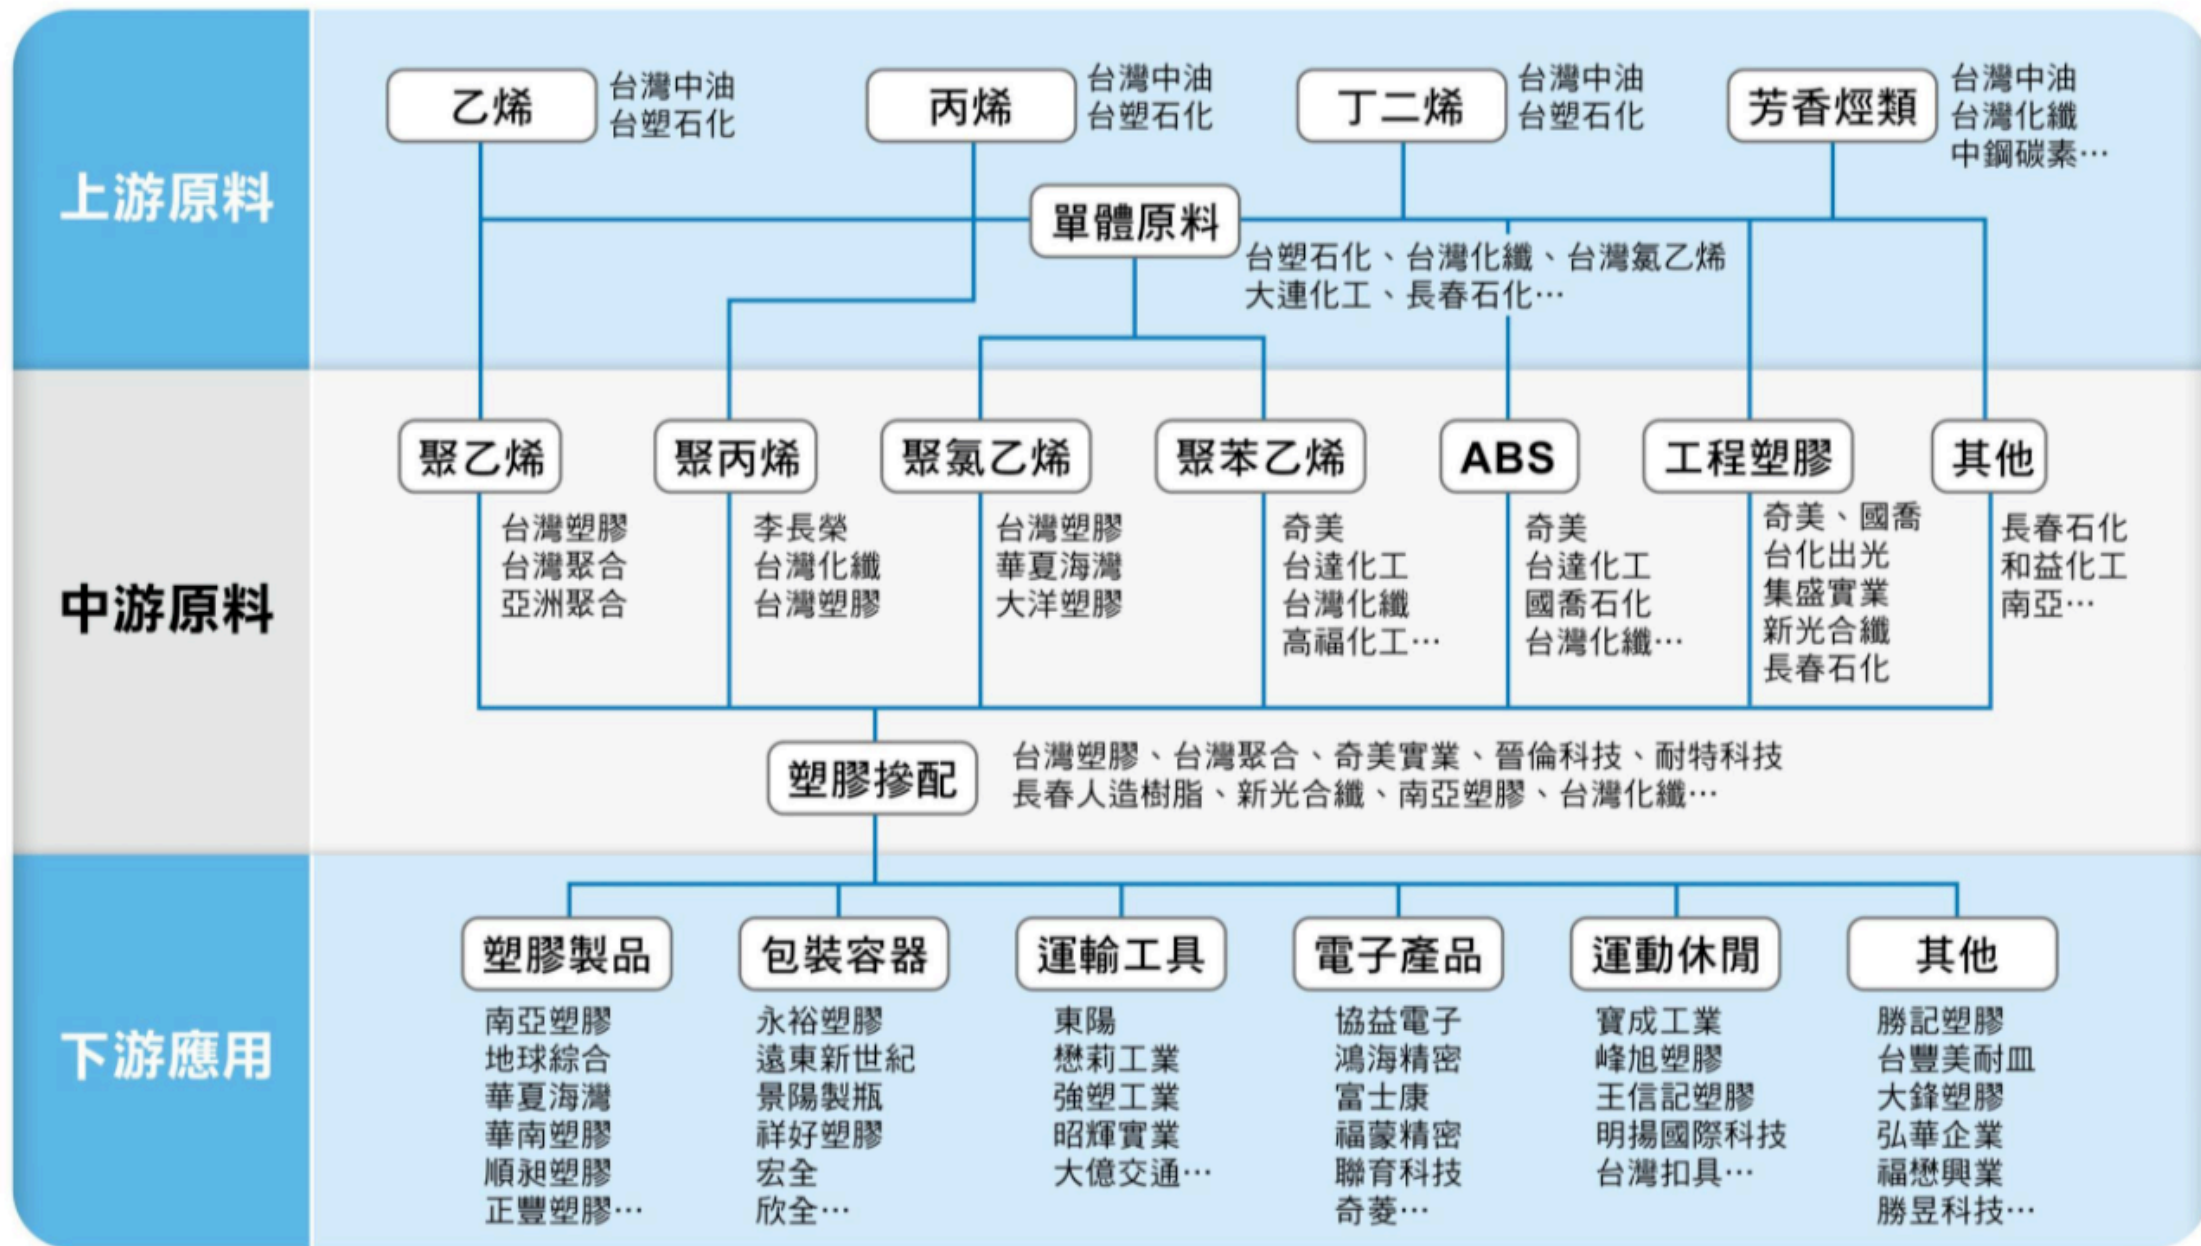 上游原料
乙烯
台灣中油
台塑石化
丙烯
台灣中油
台塑石化
丁二烯
台灣中油
台塑石化
芳香烴類
台灣中油
台灣化纖
中鋼碳素…
單體原料
台塑石化、台灣化纖、台灣氯乙烯
大連化工、長春石化…
中游原料
聚乙烯
台灣塑膠
台灣聚合
亞洲聚合
聚丙烯
李長榮
台灣化纖
台灣塑膠
聚氯乙烯
台灣塑膠
華夏海灣
大洋塑膠
聚苯乙烯
奇美
台達化工
台灣化纖
高福化工…
ABS
奇美
台達化工
國喬石化
台灣化纖…
工程塑膠
奇美、國喬
台化出光
集盛實業
新光合纖
長春石化
其他
長春石化
和益化工
南亞…
塑膠摻配
台灣塑膠、台灣聚合、奇美實業、晉倫科技、耐特科技
長春人造樹脂、新光合纖、南亞塑膠、台灣化纖…
下游應用
塑膠製品
南亞塑膠
地球綜合
華夏海灣
華南塑膠
順昶塑膠
正豐塑膠…
包裝容器
永裕塑膠
遠東新世紀
景陽製瓶
祥好塑膠
宏全
欣全…
運輸工具
東陽
懋莉工業
強塑工業
昭輝實業
大億交通…
電子產品
協益電子
鴻海精密
富士康
福蒙精密
聯育科技
奇菱…
運動休閒
寶成工業
峰旭塑膠
王信記塑膠
明揚國際科技
台灣扣具…
其他
勝記塑膠
台豐美耐皿
大鋒塑膠
弘華企業
福懋興業
勝昱科技…